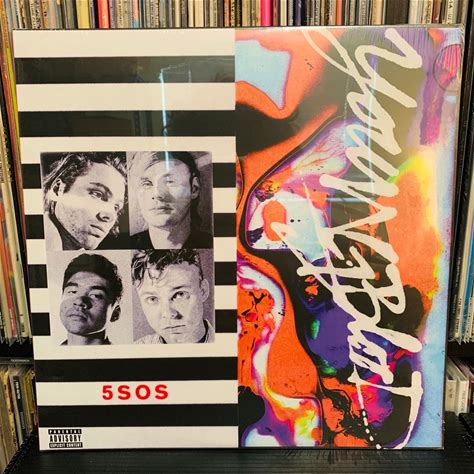 5SOS
PARENTAL
ADVISORY
EXPLICIT CONTENT
youngBlood.....